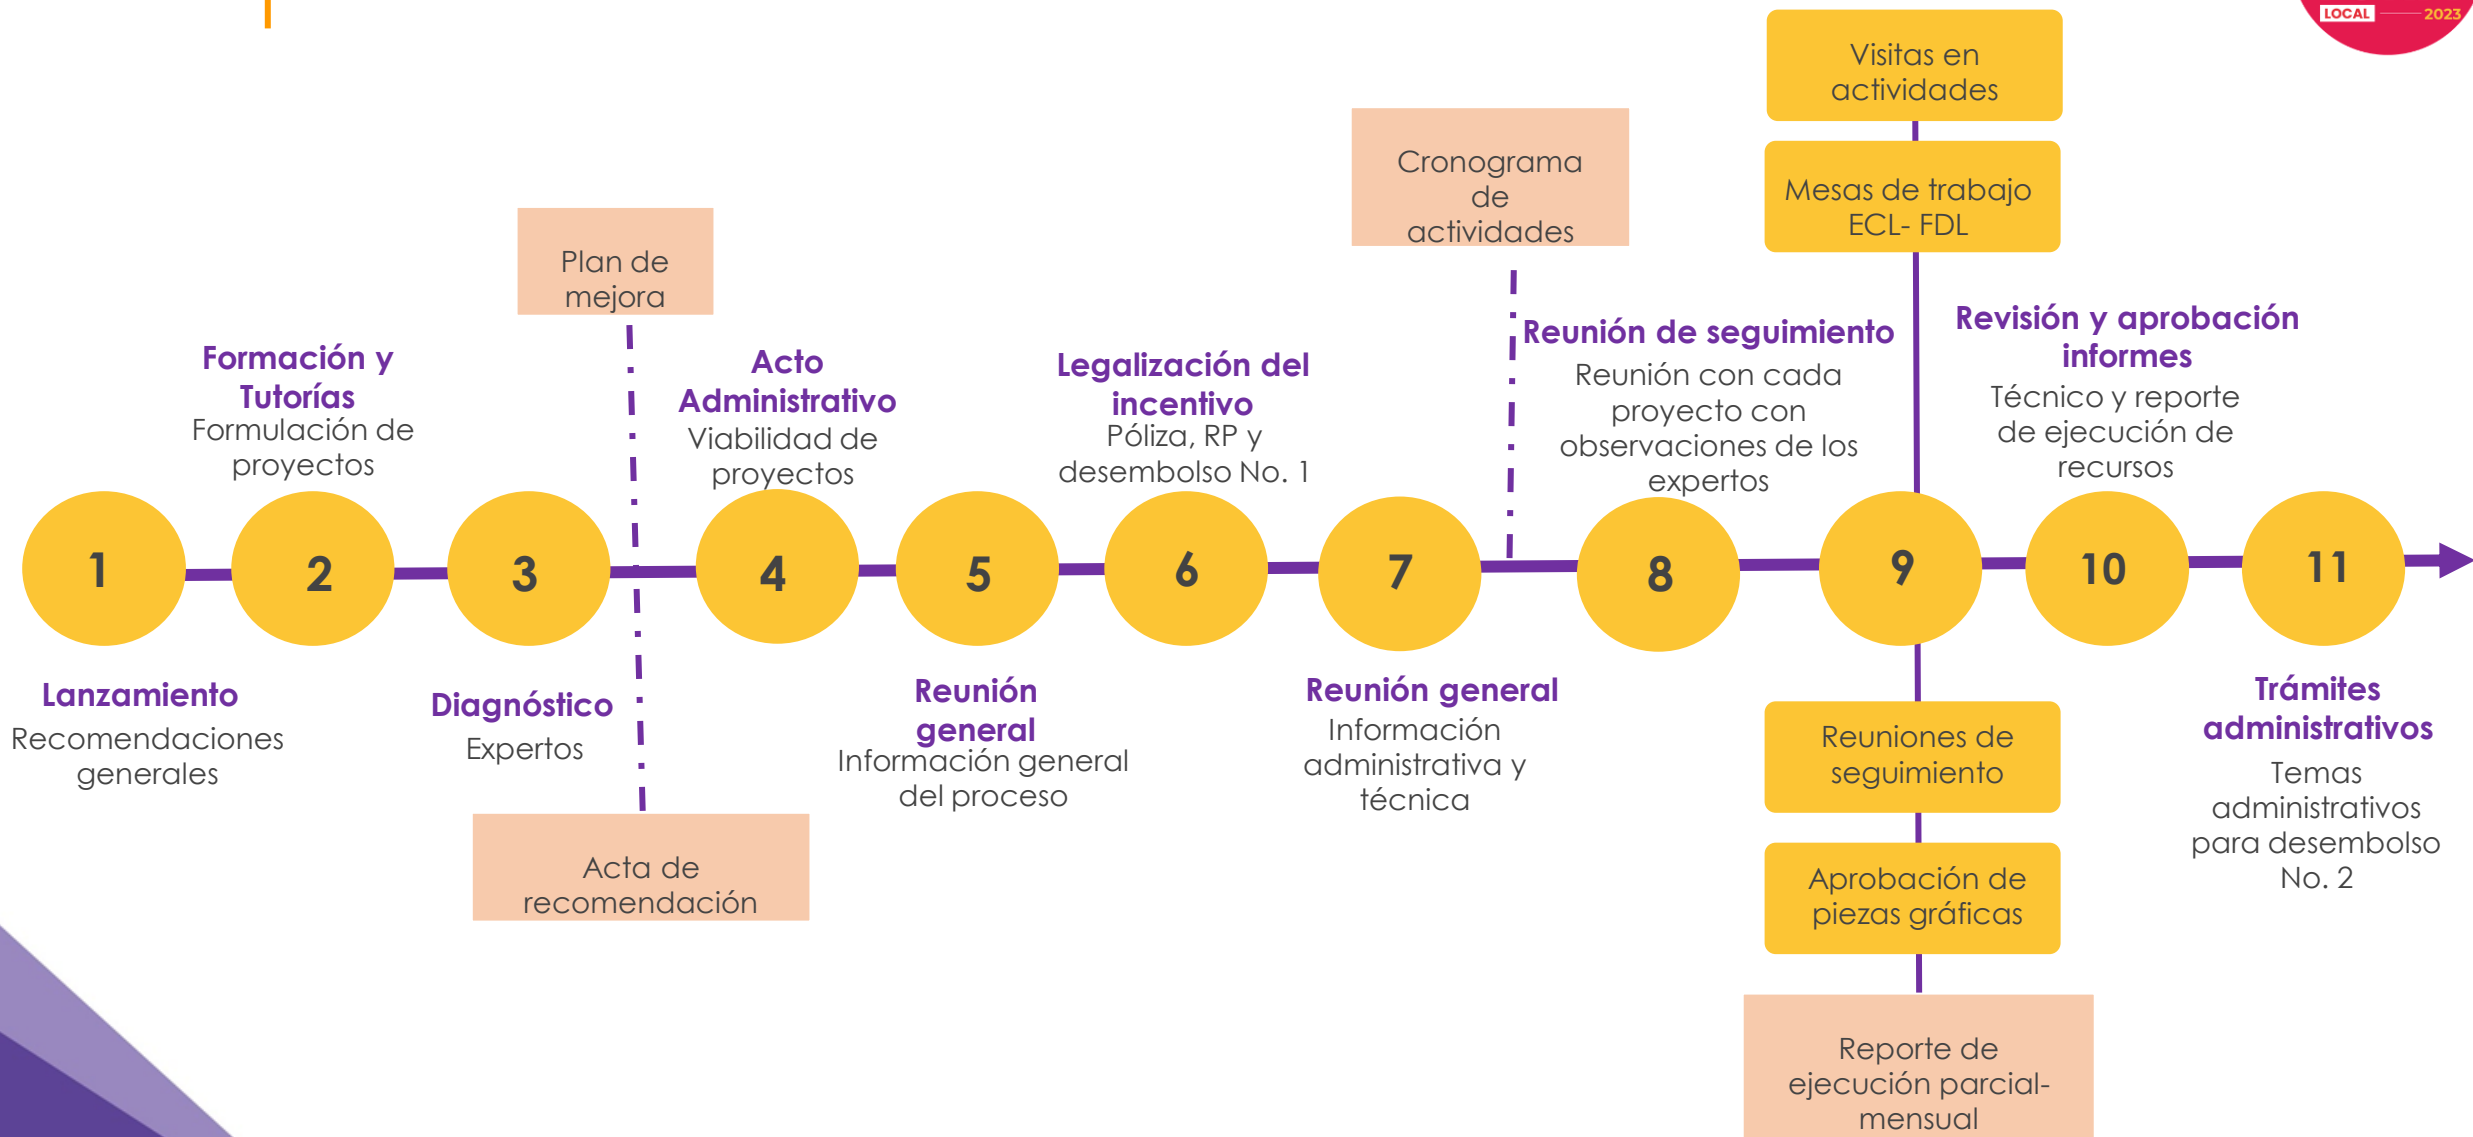 LOCAL
2023
Visitas en
actividades
Mesas de trabajo
ECL- FDL
Cronograma
de
actividades
Plan de
mejora
Formación y
Tutorías
Formulación de
proyectos
Acto
Administrativo
Viabilidad de
proyectos
Legalización del
incentivo
Póliza, RP y
desembolso No. 1
Reunión de seguimiento
Reunión con cada
proyecto con
observaciones de los
expertos
Revisión y aprobación
informes
Técnico y reporte
de ejecución de
recursos
1
2
3
4
5
6
7
8
9
10
11
Lanzamiento
Recomendaciones
generales
Diagnóstico
Expertos
Acta de
recomendación
Reunión
general
Información general
del proceso
Reunión general
Información
administrativa y
técnica
Reuniones de
seguimiento
Aprobación de
piezas gráficas
Reporte de
ejecución parcial-
mensual
Trámites
administrativos
Temas
administrativos
para desembolso
No. 2